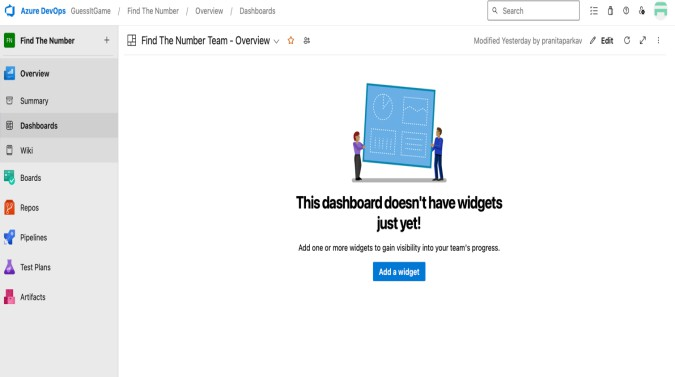 Azure DevOps GuessItGame / Find The Number / Overview / Dashboards Search
FN Find The Number +
Find The Number Team - Overview Modified Yesterday by pranitaparkav Edit
Overview
Summary
Dashboards
Wiki
Boards
Repos
Pipelines
Test Plans
Artifacts
This dashboard doesn't have widgets
just yet!
Add one or more widgets to gain visibility into your team's progress.
Add a widget